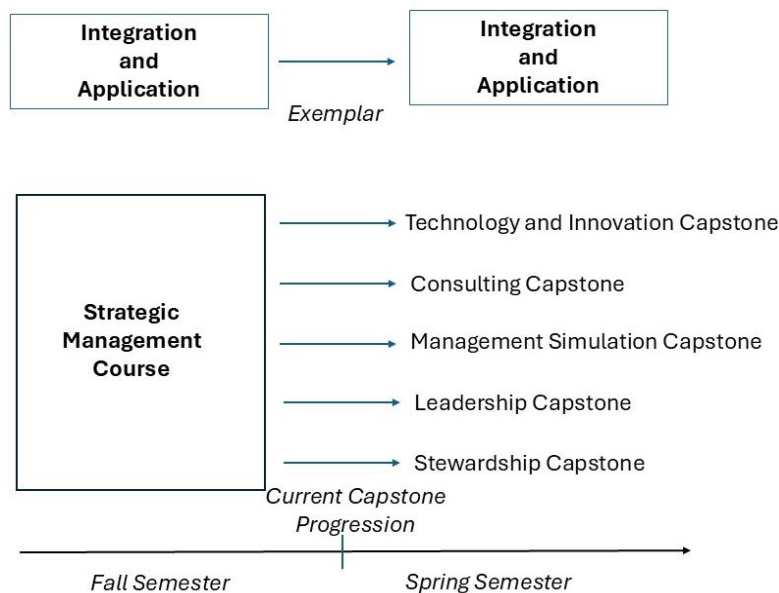 Integration
and
Application
Exemplar
Integration
and
Application
Strategic
Management
Course
Technology and Innovation Capstone
Consulting Capstone
Management Simulation Capstone
Leadership Capstone
Stewardship Capstone
Current Capstone
Progression
Fall Semester
Spring Semester